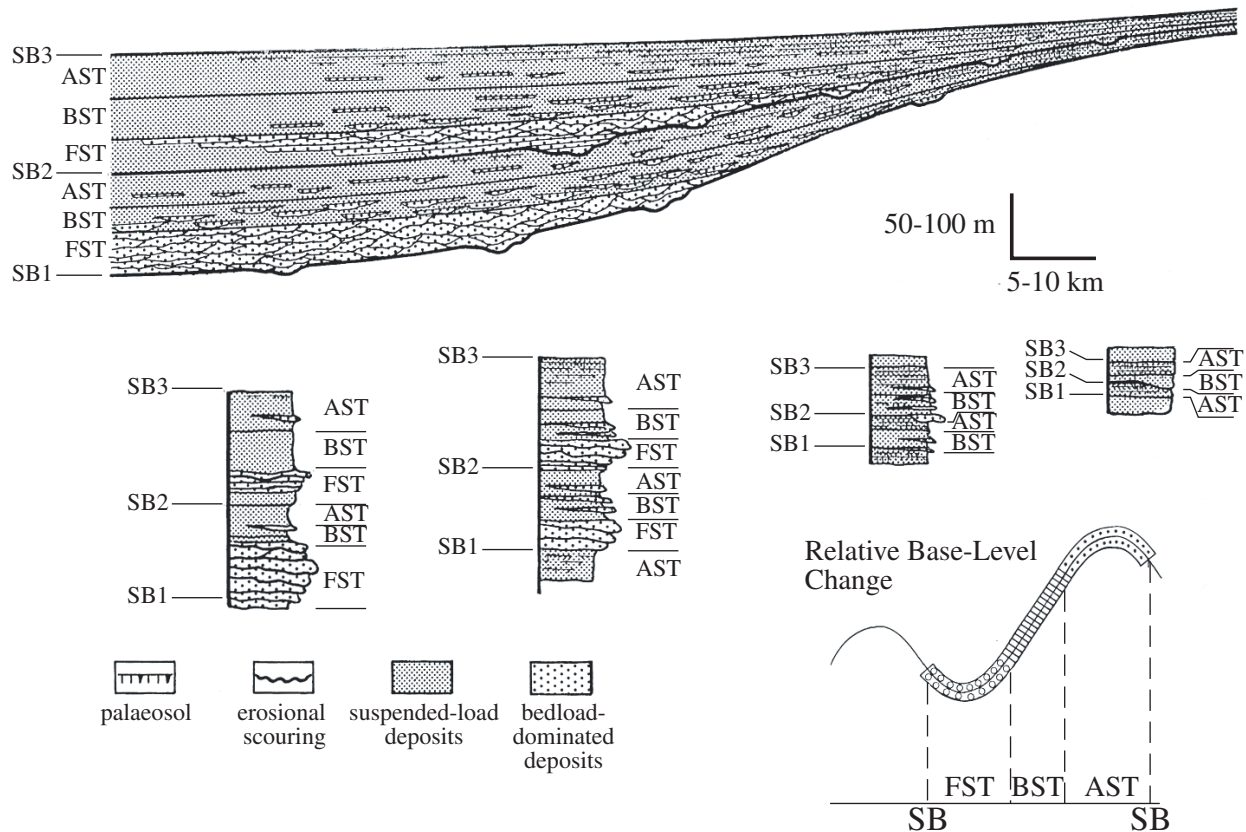 SB3
AST
BST
FST
SB2
AST
BST
FST
SB1
50-100 m
5-10 km
SB3
SB2
SB1
AST
BST
FST
AST
BST
FST
SB3
SB2
SB1
AST
BST
FST
AST
BST
FST
AST
SB3
SB2
SB1
AST
BST
AST
BST
SB3
SB2
SB1
AST
BST
AST
Relative Base-Level
Change
FST BST AST
SB SB
palaeosol
erosional
scouring
suspended-load
deposits
bedload-
dominated
deposits